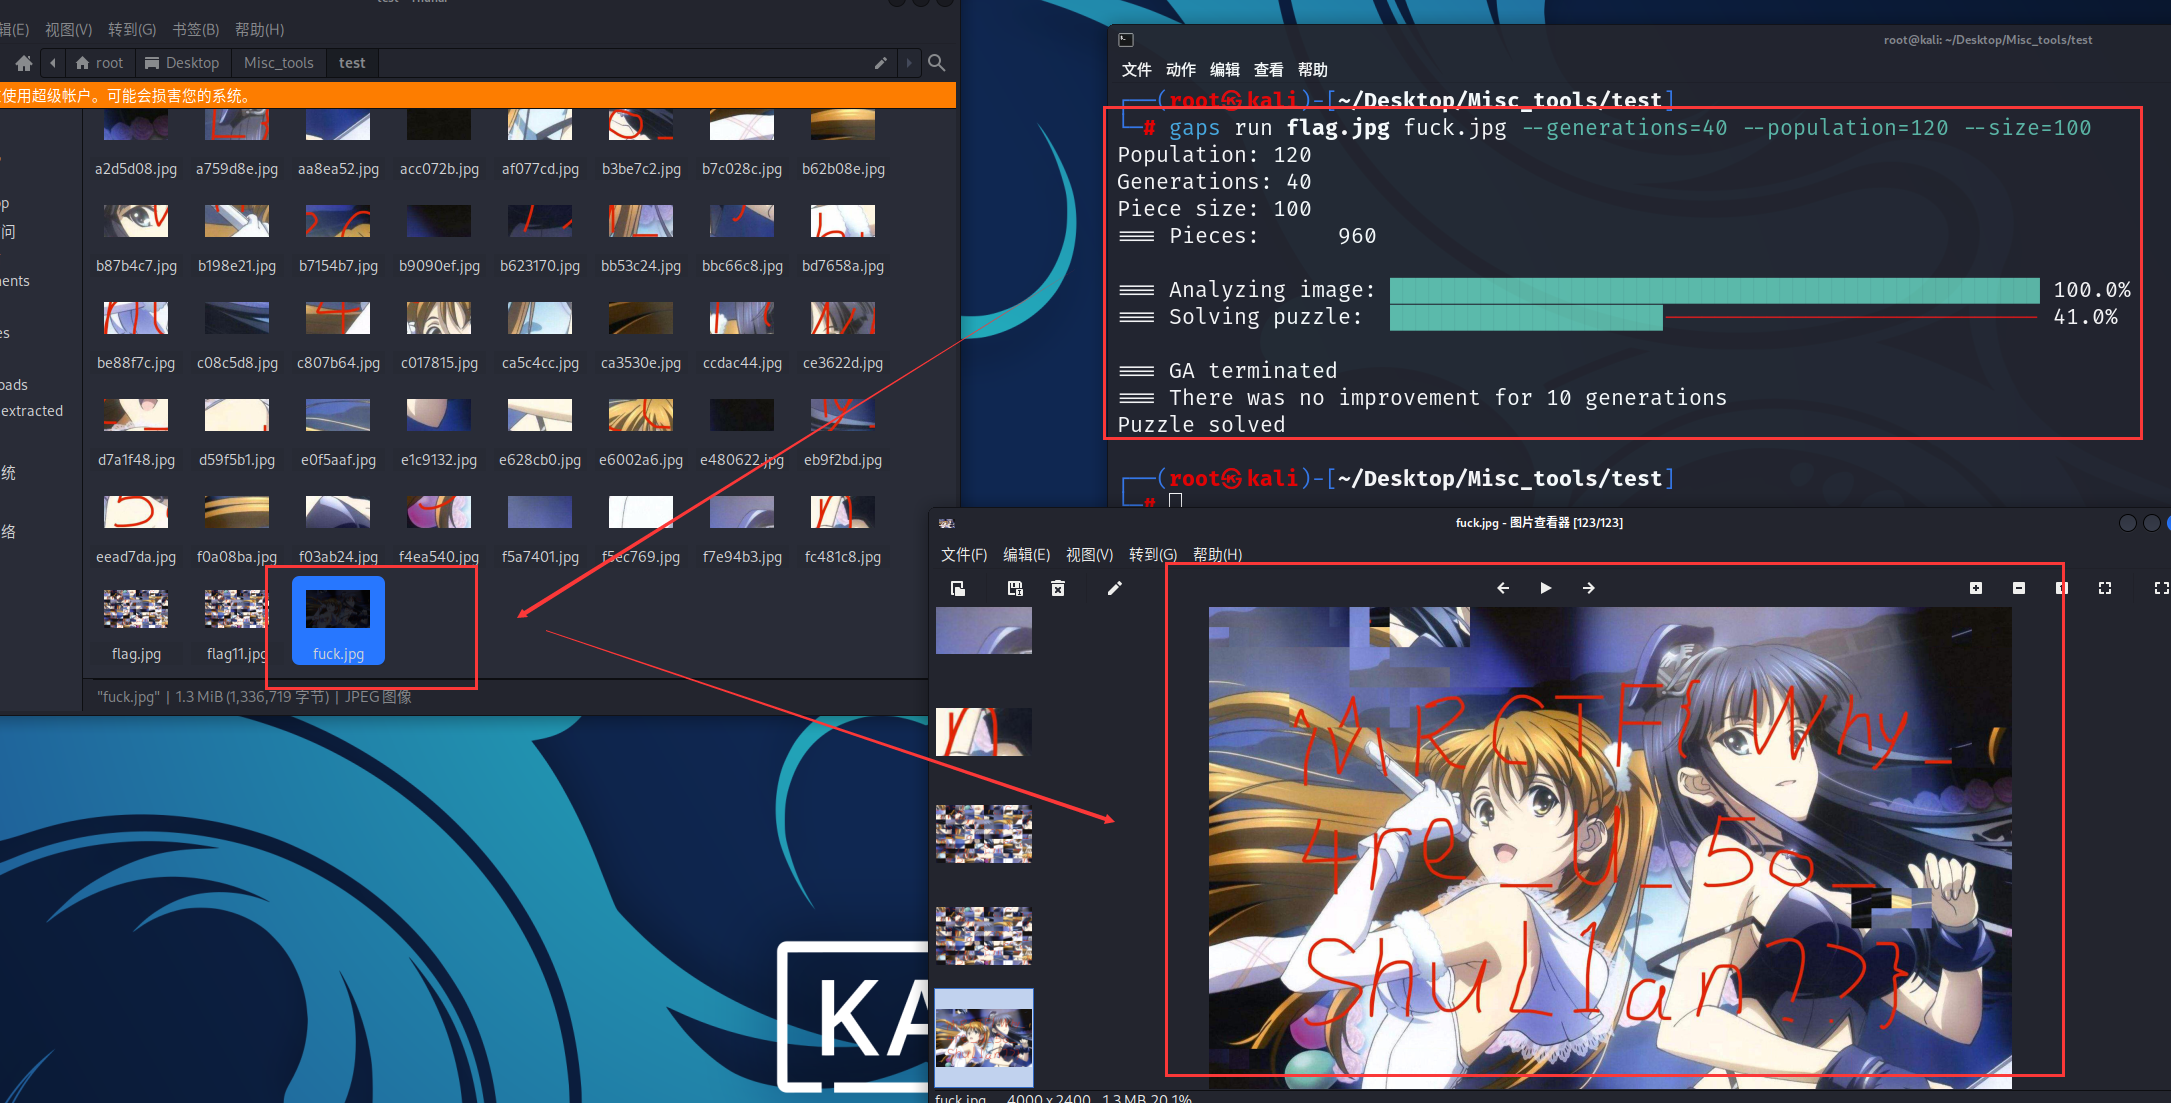 辑(E) 视图(V) 转到(G) 书签(B) 帮助(H)
root Desktop Misc_tools test
使用超级帐户。可能会损害您的系统。
a2d5d08.jpg a759d8e.jpg aa8ea52.jpg acc072b.jpg af077cd.jpg b3be7c2.jpg b7c028c.jpg b62b08e.jpg
b87b4c7.jpg b198e21.jpg b7154b7.jpg b9090ef.jpg b623170.jpg bb53c24.jpg bbc66c8.jpg bd7658a.jpg
be88f7c.jpg c08c5d8.jpg c807b64.jpg c017815.jpg ca5c4cc.jpg ca3530e.jpg ccdac44.jpg ce3622d.jpg
d7a1f48.jpg d59f5b1.jpg e0f5aaf.jpg e1c9132.jpg e628cb0.jpg e6002a6.jpg e480622.jpg eb9f2bd.jpg
eead7da.jpg f0a08ba.jpg f03ab24.jpg f4ea540.jpg f5a7401.jpg f5ec769.jpg f7e94b3.jpg fc481c8.jpg
flag.jpg flag11.jpg fuck.jpg
"fuck.jpg" | 1.3 MiB (1,336,719 字节) | JPEG 图像
op
问
ments
es
oads
extracted
统
络
root@kali: ~/Desktop/Misc_tools/test
文件 动作 编辑 查看 帮助
┌──(root㉿kali)-[~/Desktop/Misc_tools/test]
└─# gaps run flag.jpg fuck.jpg --generations=40 --population=120 --size=100
Population: 120
Generations: 40
Piece size: 100
=== Pieces: 960
=== Analyzing image: 100.0%
=== Solving puzzle: 41.0%
=== GA terminated
=== There was no improvement for 10 generations
Puzzle solved
┌──(root㉿kali)-[~/Desktop/Misc_tools/test]
└─#
fuck.jpg - 图片查看器 [123/123]
文件(F) 编辑(E) 视图(V) 转到(G) 帮助(H)
MRCTF{Why_
4re_U_5o_
ShuL1an??}
fuck.jpg 4000 x 2400 1.3 MB 20.1%
KA